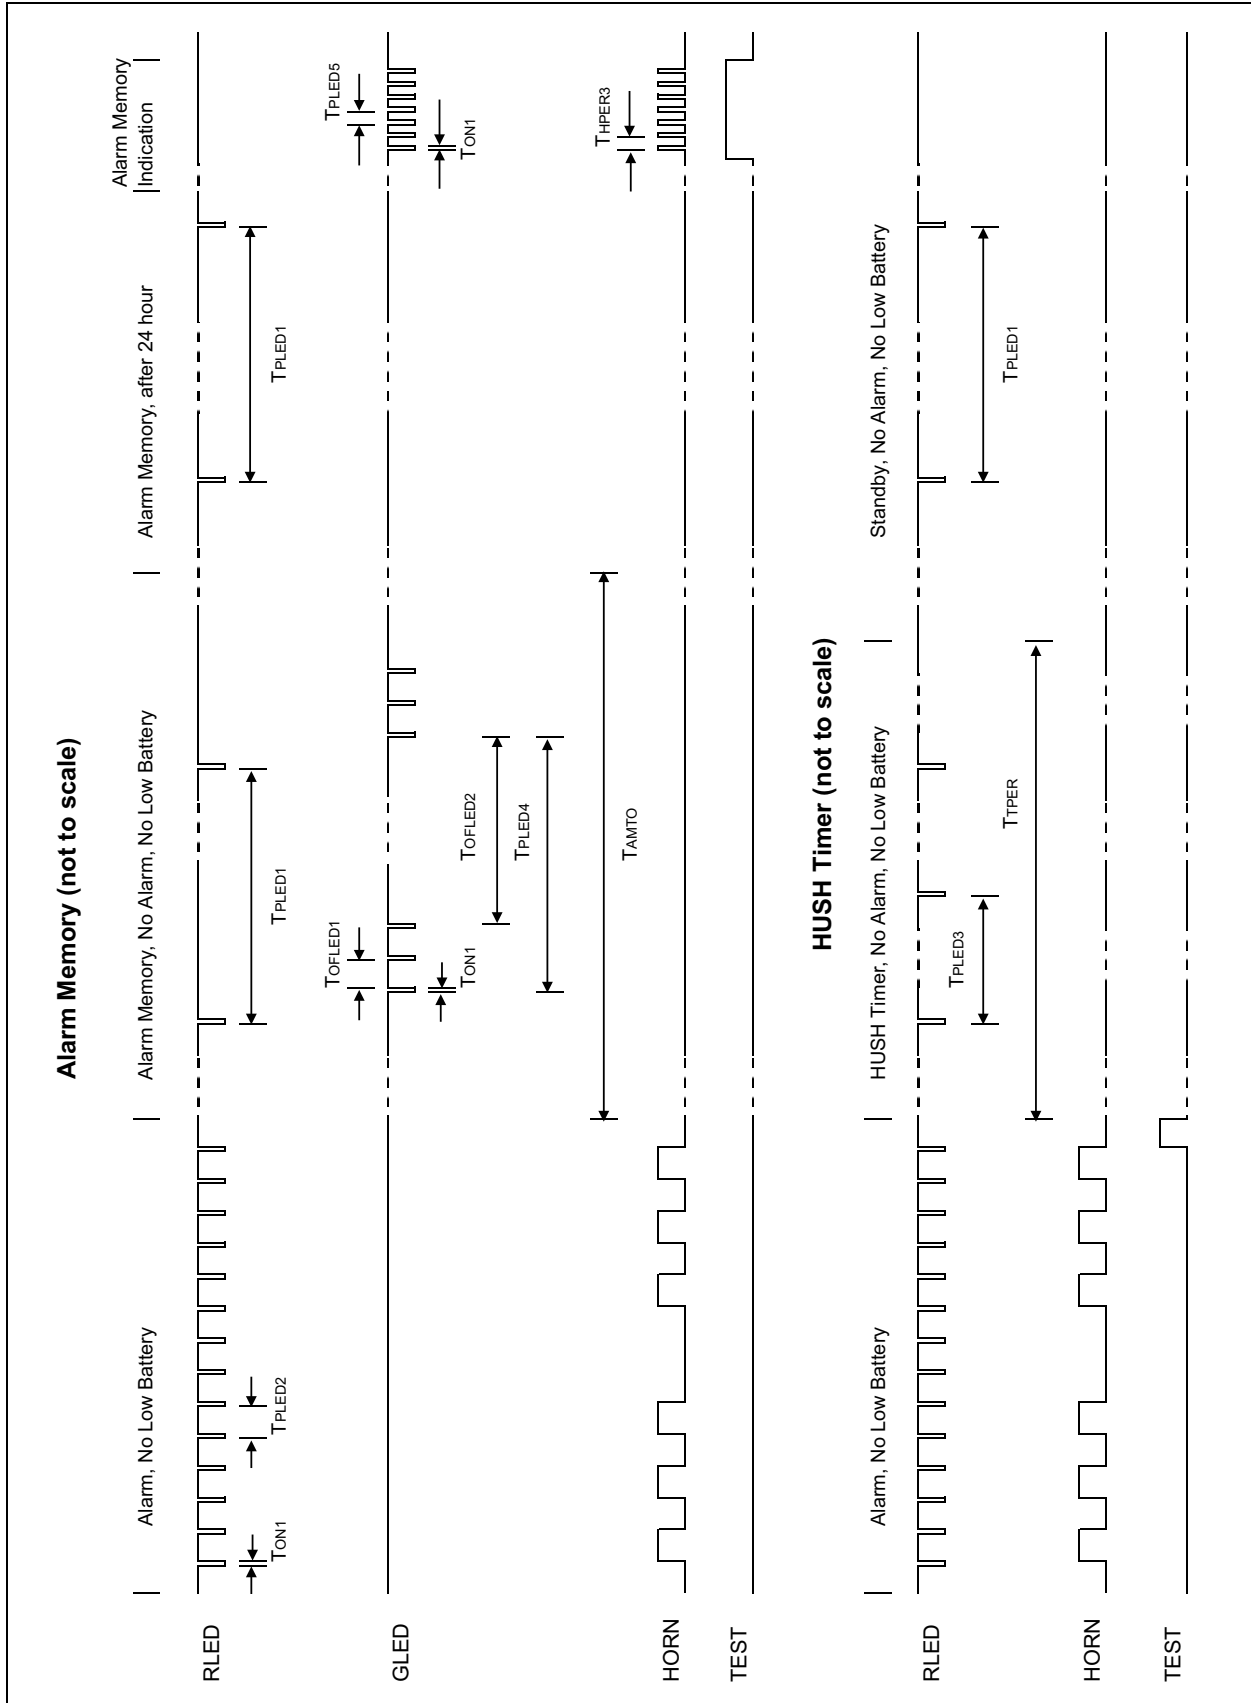 Alarm Memory (not to scale)
Alarm, No Low Battery
Alarm Memory, No Alarm, No Low Battery
Alarm Memory, after 24 hour
Alarm Memory
Indication
RLED
TON1
TPLED2
TPLED1
TPLED1
GLED
TOFLED1
TON1
TOFLED2
TPLED4
TPLED5
TON1
TAMTO
THPER3
HORN
TEST
HUSH Timer (not to scale)
Alarm, No Low Battery
HUSH Timer, No Alarm, No Low Battery
Standby, No Alarm, No Low Battery
RLED
TPLED3
TPLED1
TTPER
HORN
TEST